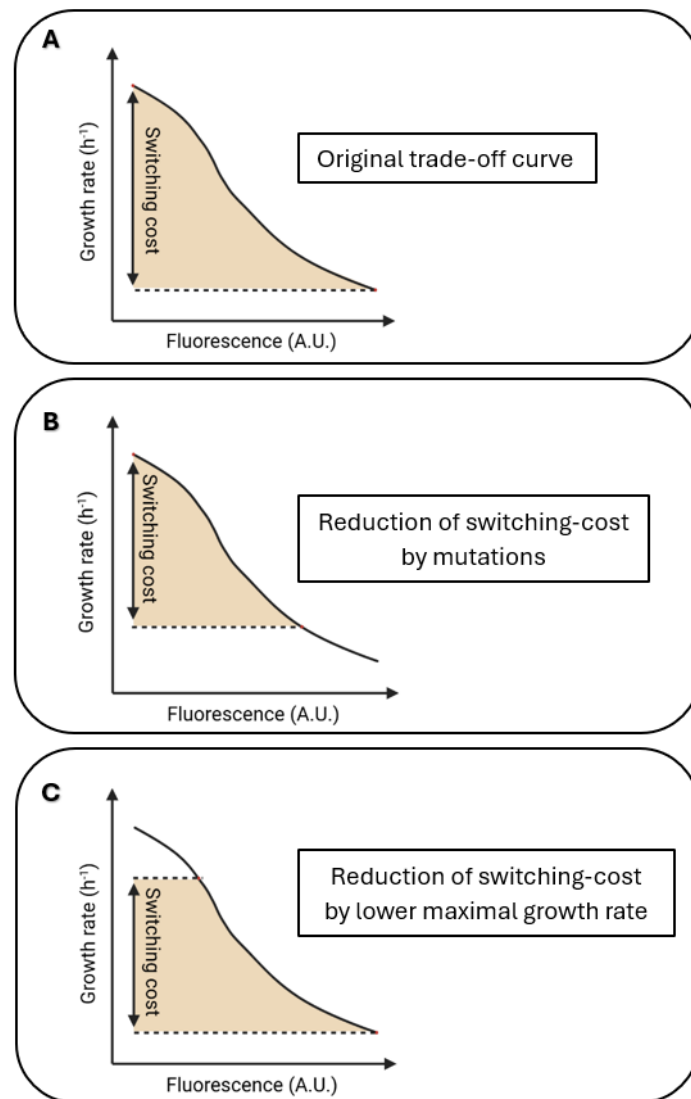 A
Growth rate (h⁻¹)
Switching cost
Original trade-off curve
Fluorescence (A.U.)
B
Growth rate (h⁻¹)
Switching cost
Reduction of switching-cost
by mutations
Fluorescence (A.U.)
C
Growth rate (h⁻¹)
Switching cost
Reduction of switching-cost
by lower maximal growth rate
Fluorescence (A.U.)